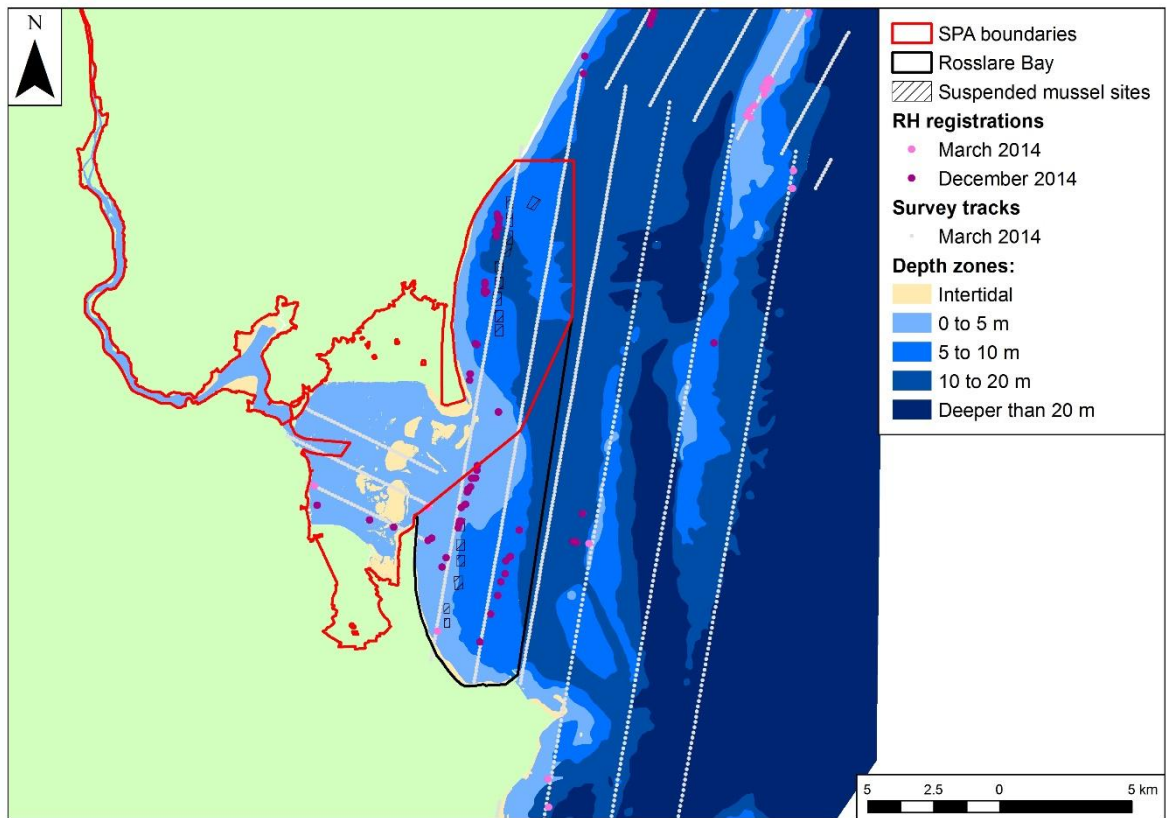 N
SPA boundaries
Rosslare Bay
Suspended mussel sites
RH registrations
March 2014
December 2014
Survey tracks
March 2014
Depth zones:
Intertidal
0 to 5 m
5 to 10 m
10 to 20 m
Deeper than 20 m
5 2.5 0 5 km